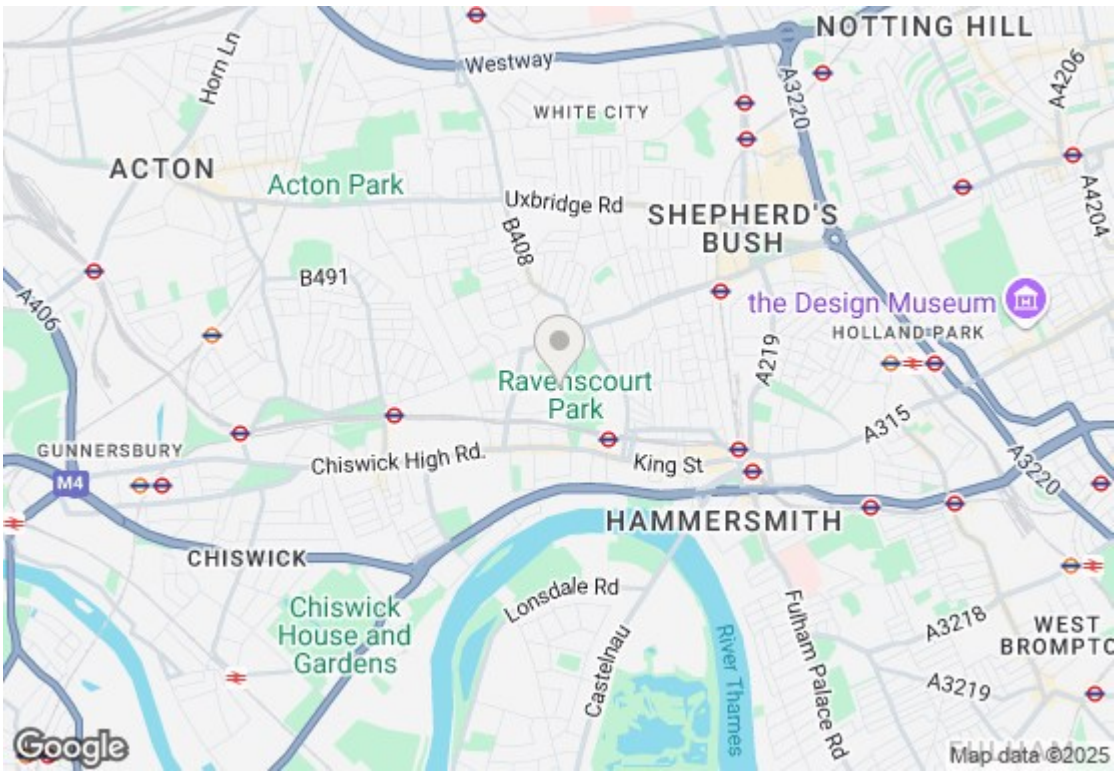 NOTTING HILL
Horn Ln
Westway
A3220
A4206
WHITE CITY
ACTON
Acton Park
Uxbridge Rd
B408
SHEPHERD'S
BUSH
A4204
B491
A406
the Design Museum
HOLLAND PARK
A219
Ravenscourt
Park
A315
GUNNERSBURY
Chiswick High Rd.
King St
M4
A3220
HAMMERSMITH
CHISWICK
Lonsdale Rd
Chiswick
House and
Gardens
Castelnau
River Thames
Fulham Palace Rd
A3218
WEST
BROMPTO
A3219
FULHAM
Google
Map data ©2025